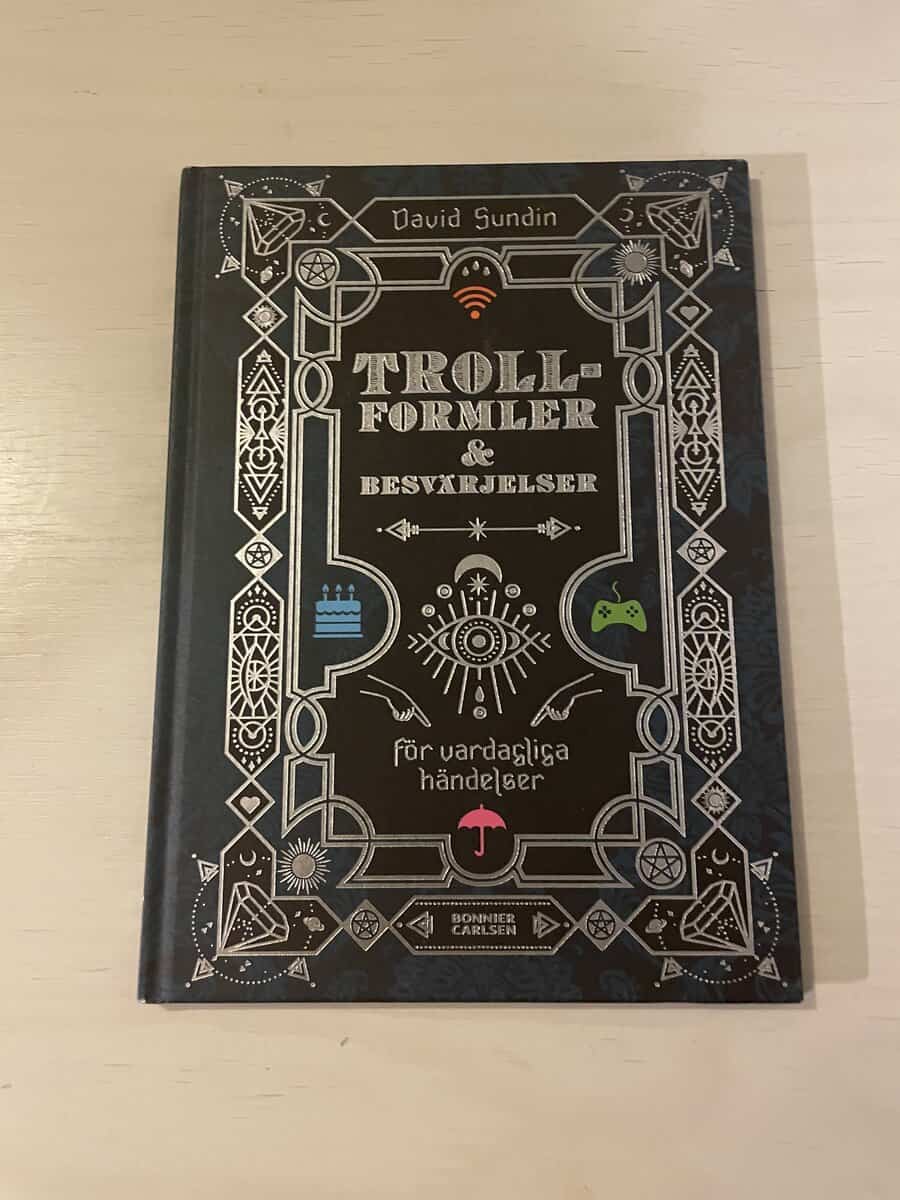 David Sundin
TROLL-
FORMLER
&
BESVÄRJELSER
för vardagliga
händelser
BONNIER
CARLSEN